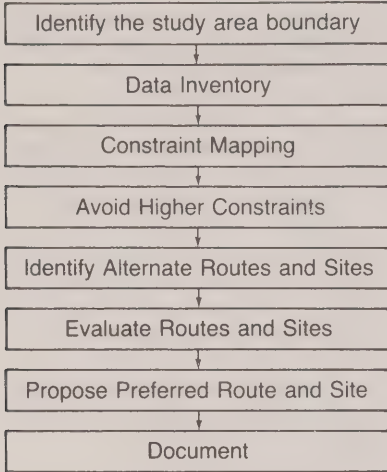 Identify the study area boundary
Data Inventory
Constraint Mapping
Avoid Higher Constraints
Identify Alternate Routes and Sites
Evaluate Routes and Sites
Propose Preferred Route and Site
Document